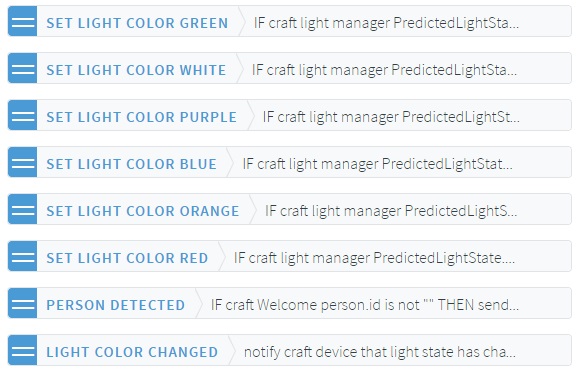 SET LIGHT COLOR GREEN IF craft light manager PredictedLightSta...
SET LIGHT COLOR WHITE IF craft light manager PredictedLightSta...
SET LIGHT COLOR PURPLE IF craft light manager PredictedLightSt...
SET LIGHT COLOR BLUE IF craft light manager PredictedLightStat...
SET LIGHT COLOR ORANGE IF craft light manager PredictedLightS...
SET LIGHT COLOR RED IF craft light manager PredictedLightState....
PERSON DETECTED IF craft Welcome person.id is not "" THEN send...
LIGHT COLOR CHANGED notify craft device that light state has cha...